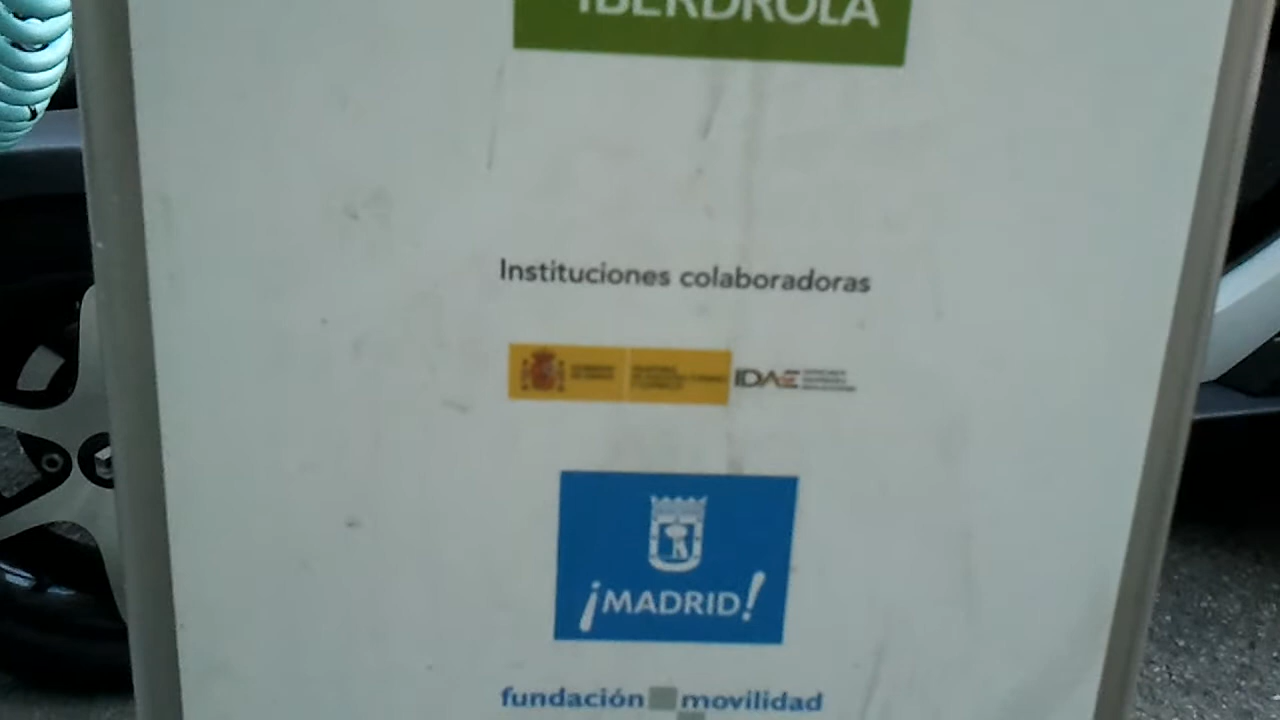 IBERDROLA
Instituciones colaboradoras
IDAE
¡MADRID!
fundación movilidad